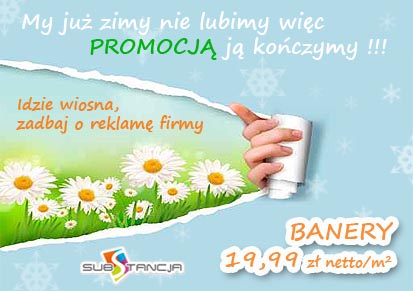 My już zimy nie lubimy więc
PROMOCJĄ ją kończymy !!!
Idzie wiosna,
zadbaj o reklamę firmy
BANERY
19,99 zł netto/m²
SUBSTANCJA